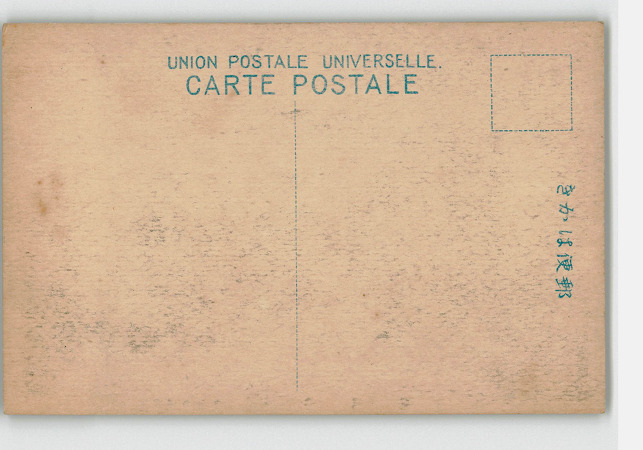 UNION POSTALE UNIVERSELLE.
CARTE POSTALE
きかは便郵